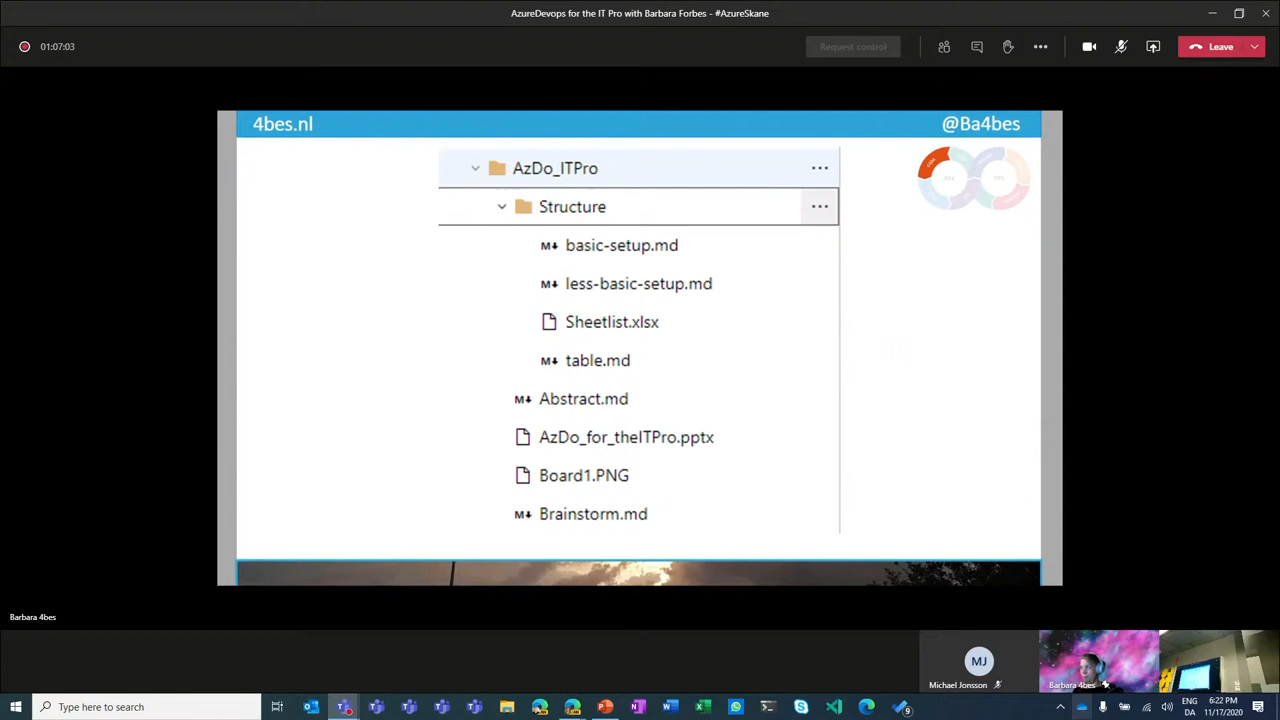 AzureDevops for the IT Pro with Barbara Forbes - #AzureSkane
01:07:03
Request control
Leave
4bes.nl
@Ba4bes
AzDo_ITPro
Structure
basic-setup.md
less-basic-setup.md
Sheetlist.xlsx
table.md
Abstract.md
AzDo_for_theITPro.pptx
Board1.PNG
Brainstorm.md
Barbara 4bes
MJ
Michael Jonsson
Barbara 4bes
Type here to search
9
ENG
DA
6:22 PM
11/17/2020